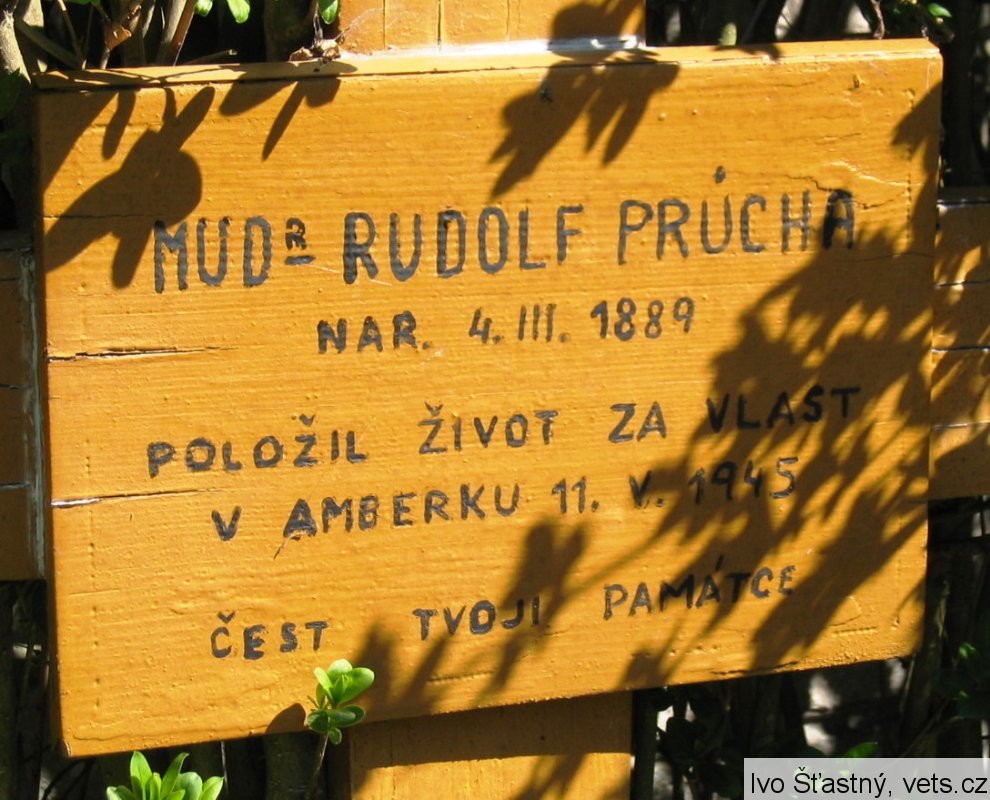 MUDR RUDOLF PRÚCHA
NAR. 4. III. 1889
POLOŽIL ŽIVOT ZA VLAST
V AMBERKU 11. V. 1945
ČEST TVOJI PAMÁTCE
Ivo Šťastný, vets.cz